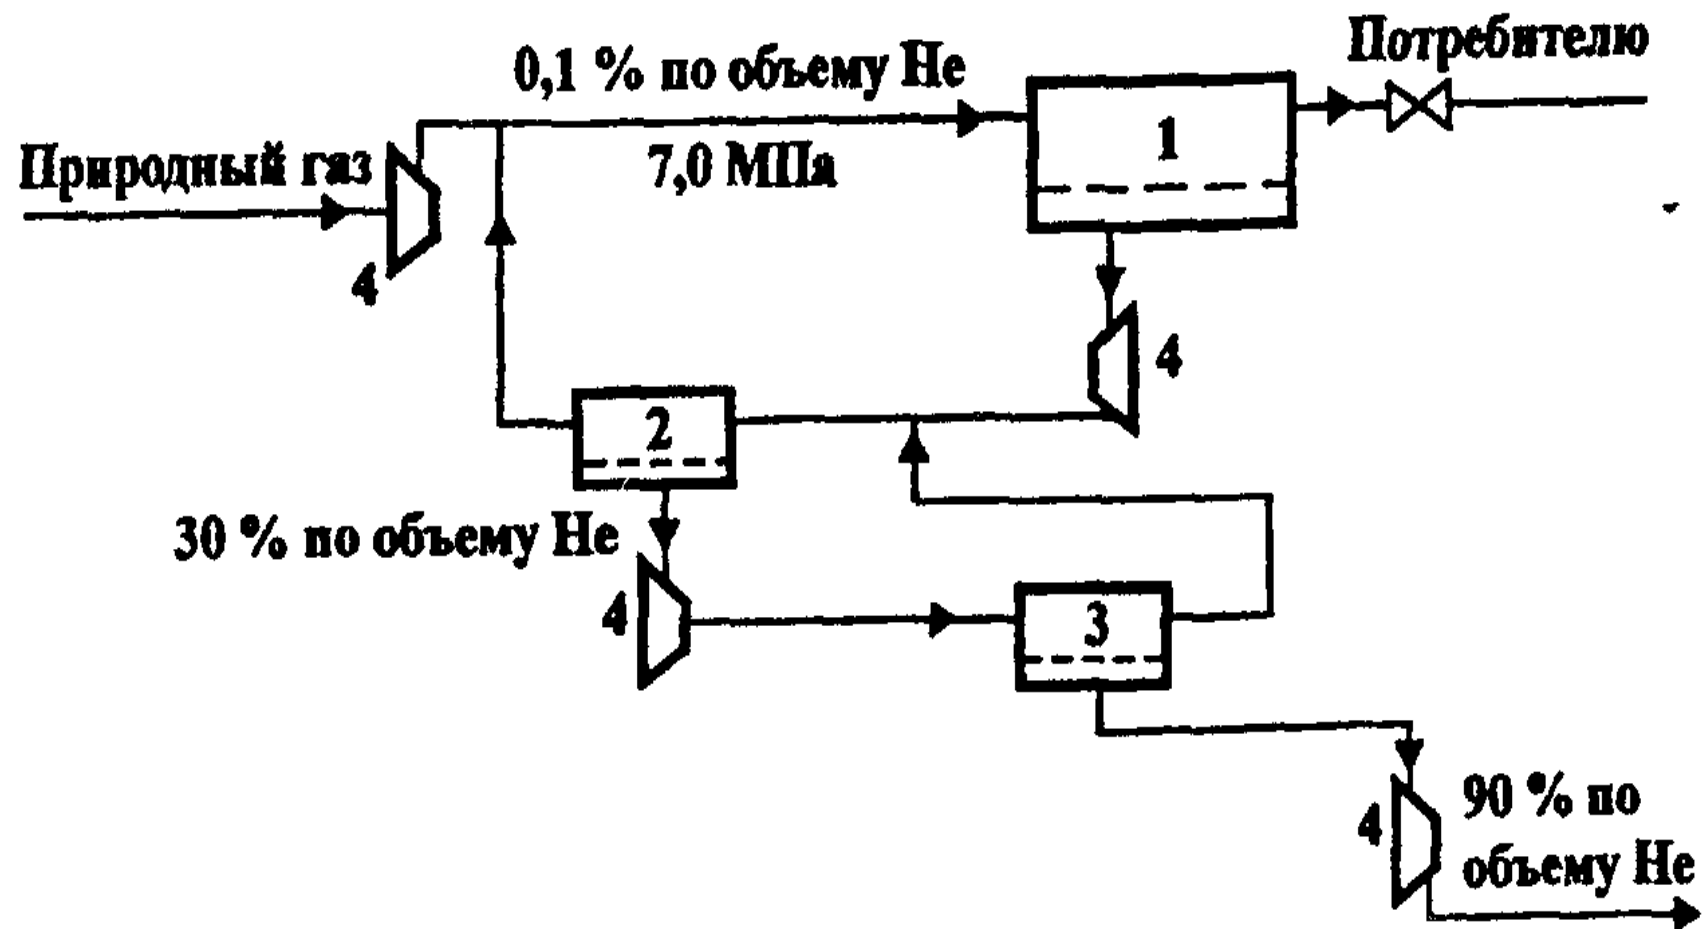 Потребителю
0,1 % по объему Не
1
Природный газ
7,0 МПа
4
4
2
30 % по объему Не
4
3
90 % по
4
объему Не